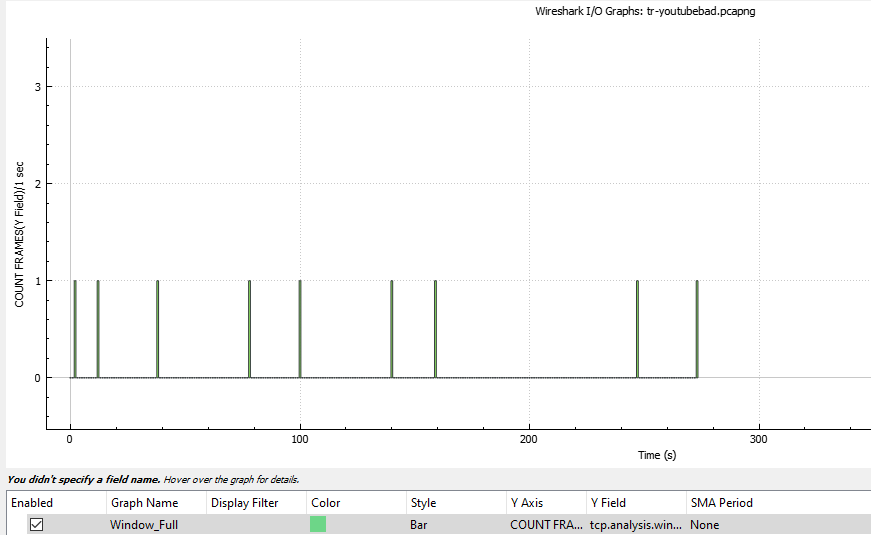 Wireshark I/O Graphs: tr-youtubebad.pcapng
COUNT FRAMES(Y Field)/1 sec
3
2
1
0
0 100 200 300
Time (s)
You didn't specify a field name. Hover over the graph for details.
Enabled Graph Name Display Filter Color Style Y Axis Y Field SMA Period
Window_Full Bar COUNT FRA... tcp.analysis.win... None